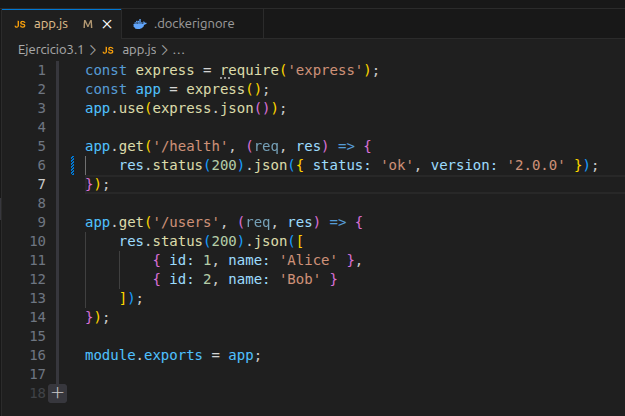 JS app.js M × .dockerignore
Ejercicio3.1 > JS app.js > ...
1 const express = require('express');
2 const app = express();
3 app.use(express.json());
4
5 app.get('/health', (req, res) => {
6 res.status(200).json({ status: 'ok', version: '2.0.0' });
7 });
8
9 app.get('/users', (req, res) => {
10 res.status(200).json([
11 { id: 1, name: 'Alice' },
12 { id: 2, name: 'Bob' }
13 ]);
14 });
15
16 module.exports = app;
17
18 +